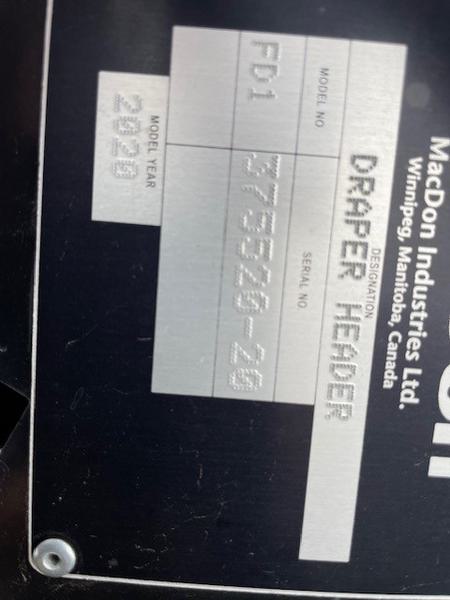 MacDon Industries Ltd.
Winnipeg, Manitoba, Canada
DESIGNATION
DRAPER HEADER
MODEL NO. SERIAL NO.
FD1 375520-20
MODEL YEAR
2020